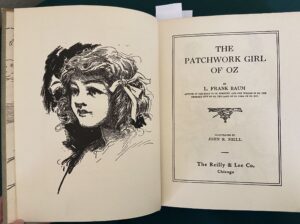 THE
PATCHWORK GIRL
OF OZ
BY
L. FRANK BAUM
ILLUSTRATED BY
JOHN R. NEILL
The Reilly & Lee Co.
Chicago